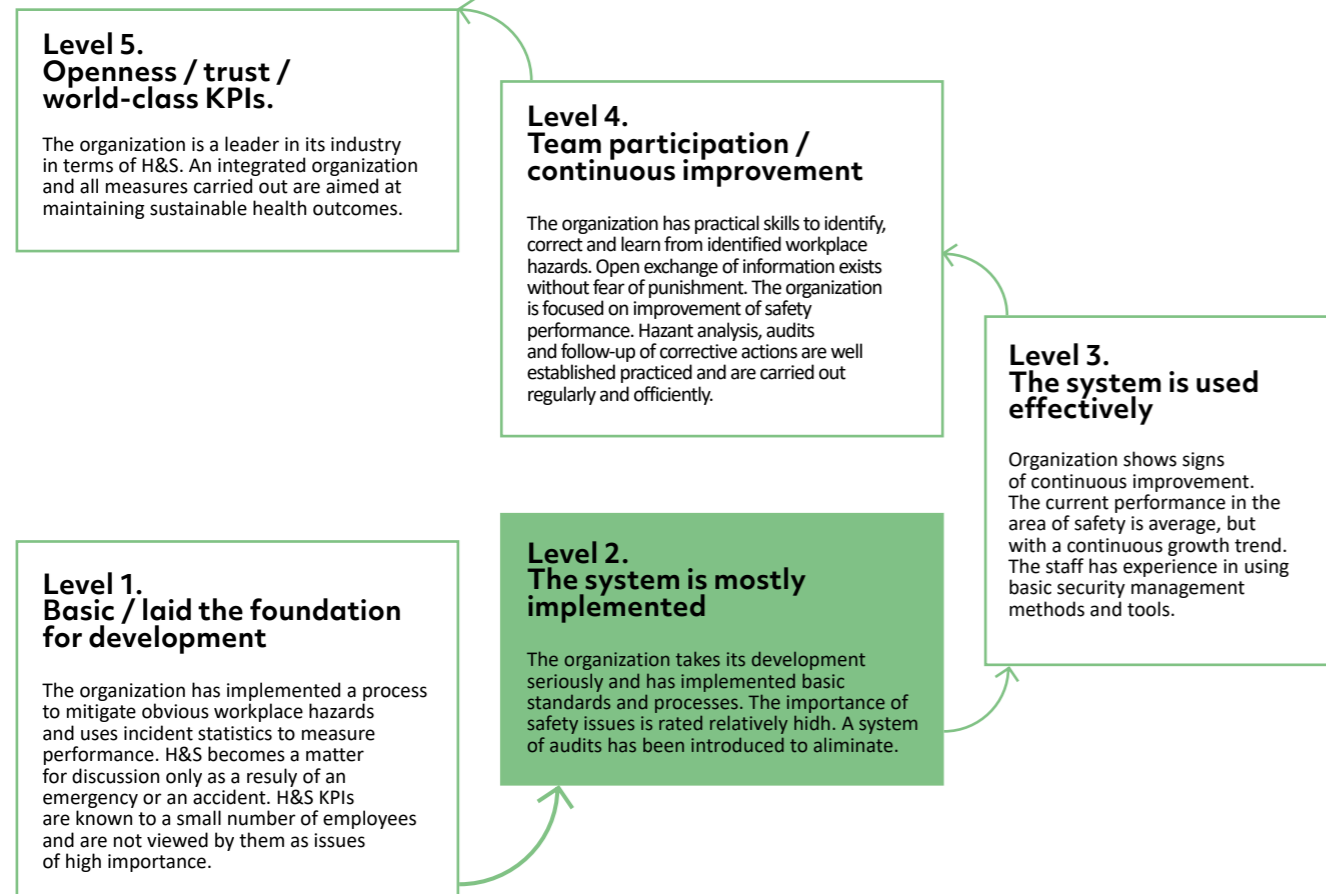 Level 5.
Openness / trust /
world-class KPIs.
The organization is a leader in its industry
in terms of H&S. An integrated organization
and all measures carried out are aimed at
maintaining sustainable health outcomes.
Level 4.
Team participation /
continuous improvement
The organization has practical skills to identify,
correct and learn from identified workplace
hazards. Open exchange of information exists
without fear of punishment. The organization
is focused on improvement of safety
performance. Hazant analysis, audits
and follow-up of corrective actions are well
established practiced and are carried out
regularly and officiently.
Level 3.
The system is used
effectively
Organization shows signs
of continuous improvement.
The current performance in the
area of safety is average, but
with a continuous growth trend.
The staff has experience in using
basic security management
methods and tools.
Level 1.
Basic / laid the foundation
for development
The organization has implemented a process
to mitigate obvious workplace hazards
and uses incident statistics to measure
performance. H&S becomes a matter
for discussion only as a resuly of an
emergency or an accident. H&S KPIs
are known to a small number of employees
and are not viewed by them as issues
of high importance.
Level 2.
The system is mostly
implemented
The organization takes its development
seriously and has implemented basic
standards and processes. The importance of
safety issues is rated relatively hidh. A system
of audits has been introduced to aliminate.